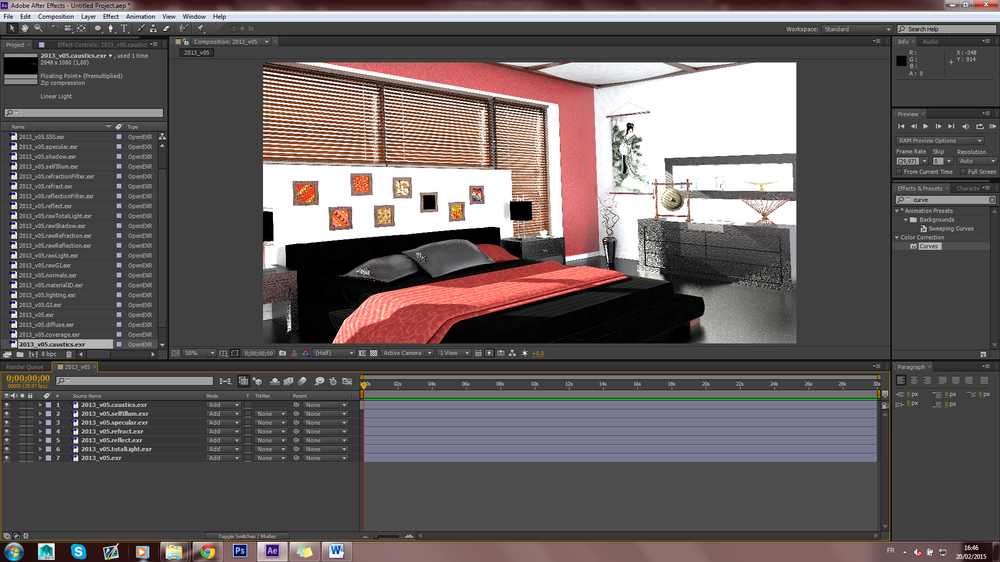 Adobe After Effects - Untitled Project.aep *
File Edit Composition Layer Effect Animation View Window Help
Workspace: Standard Search Help
Project Effect Controls: 2013_v05.caustic
2013_v05.caustics.exr , used 1 time
2048 x 1080 (1,00)
Floating Point+ (Premultiplied)
Zip compression
Linear Light
Name Type
2013_v05.SSS.exr OpenEXR
2013_v05.specular.exr OpenEXR
2013_v05.shadow.exr OpenEXR
2013_v05.selfIllum.exr OpenEXR
2013_v05.refractionFilter.exr OpenEXR
2013_v05.refract.exr OpenEXR
2013_v05.reflectionFilter.exr OpenEXR
2013_v05.reflect.exr OpenEXR
2013_v05.rawTotalLight.exr OpenEXR
2013_v05.rawShadow.exr OpenEXR
2013_v05.rawRefraction.exr OpenEXR
2013_v05.rawReflection.exr OpenEXR
2013_v05.rawLight.exr OpenEXR
2013_v05.rawGI.exr OpenEXR
2013_v05.normals.exr OpenEXR
2013_v05.materialID.exr OpenEXR
2013_v05.lighting.exr OpenEXR
2013_v05.GI.exr OpenEXR
2013_v05.exr OpenEXR
2013_v05.diffuse.exr OpenEXR
2013_v05.coverage.exr OpenEXR
2013_v05.caustics.exr OpenEXR
8 bpc
Composition: 2013_v05
2013_v05
50% 0;00;00;00 (Half) Active Camera 1 View +0,0
Info Audio
R : X : -348
G : Y : 914
B :
A : 0
Preview
RAM Preview Options
Frame Rate Skip Resolution
(29,97) 0 Auto
From Current Time Full Screen
Effects & Presets Characte
curve
* Animation Presets
Backgrounds
Sweeping Curves
Color Correction
32
Curves
Paragraph
0 px 0 px 0 px
0 px 0 px
Render Queue 2013_v05
0;00;00;00
00000 (29.97 fps)
02s 04s 06s 08s 10s 12s 14s 16s 18s 20s 22s 24s 26s 28s 30s
# Source Name Mode T TrkMat Parent
1 2013_v05.caustics.exr Add None
2 2013_v05.selfIllum.exr Add None None
3 2013_v05.specular.exr Add None None
4 2013_v05.refract.exr Add None None
5 2013_v05.reflect.exr Add None None
6 2013_v05.totalLight.exr Add None None
7 2013_v05.exr Add None None
Toggle Switches / Modes
MAYA
Ps
Ae
FR
16:46
20/02/2015